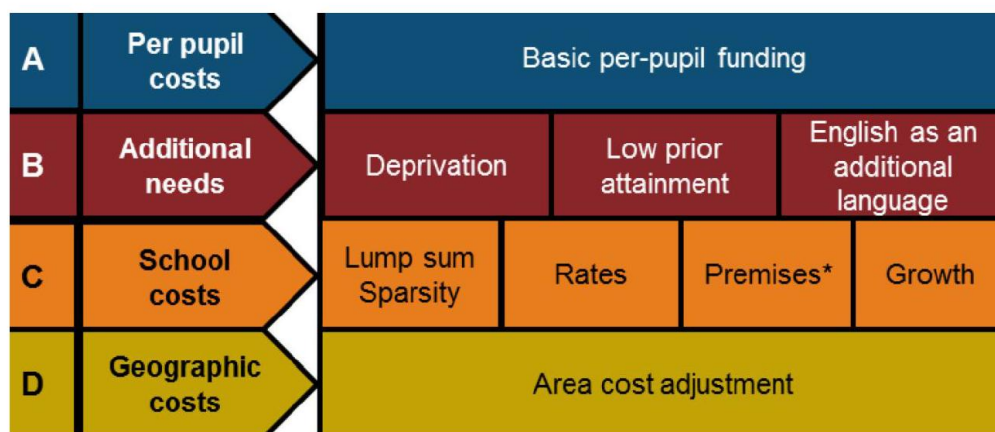 A
Per pupil
costs
Basic per-pupil funding
B
Additional
needs
Deprivation
Low prior
attainment
English as an
additional
language
C
School
costs
Lump sum
Sparsity
Rates
Premises*
Growth
D
Geographic
costs
Area cost adjustment